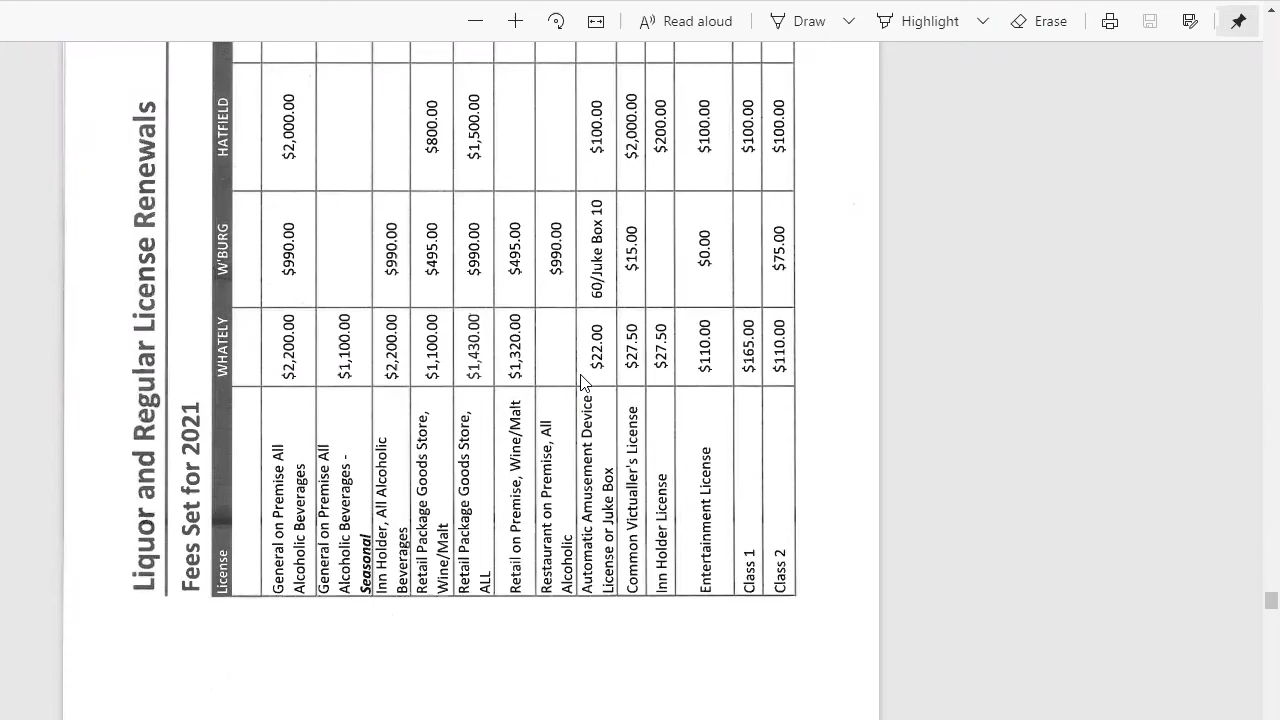 Read aloud
Draw
Highlight
Erase
Liquor and Regular License Renewals
Fees Set for 2021
License WHATELY W'BURG HATFIELD
General on Premise All
Alcoholic Beverages $2,200.00 $990.00 $2,000.00
General on Premise All
Alcoholic Beverages - $1,100.00
Seasonal
Inn Holder, All Alcoholic
Beverages $2,200.00 $990.00
Retail Package Goods Store,
Wine/Malt $1,100.00 $495.00 $800.00
Retail Package Goods Store,
ALL $1,430.00 $990.00 $1,500.00
Retail on Premise, Wine/Malt $1,320.00 $495.00
Restaurant on Premise, All
Alcoholic $990.00
Automatic Amusement Device
License or Juke Box $22.00 60/Juke Box 10 $100.00
Common Victualler's License $27.50 $15.00 $2,000.00
Inn Holder License $27.50 $200.00
Entertainment License $110.00 $0.00 $100.00
Class 1 $165.00 $100.00
Class 2 $110.00 $75.00 $100.00